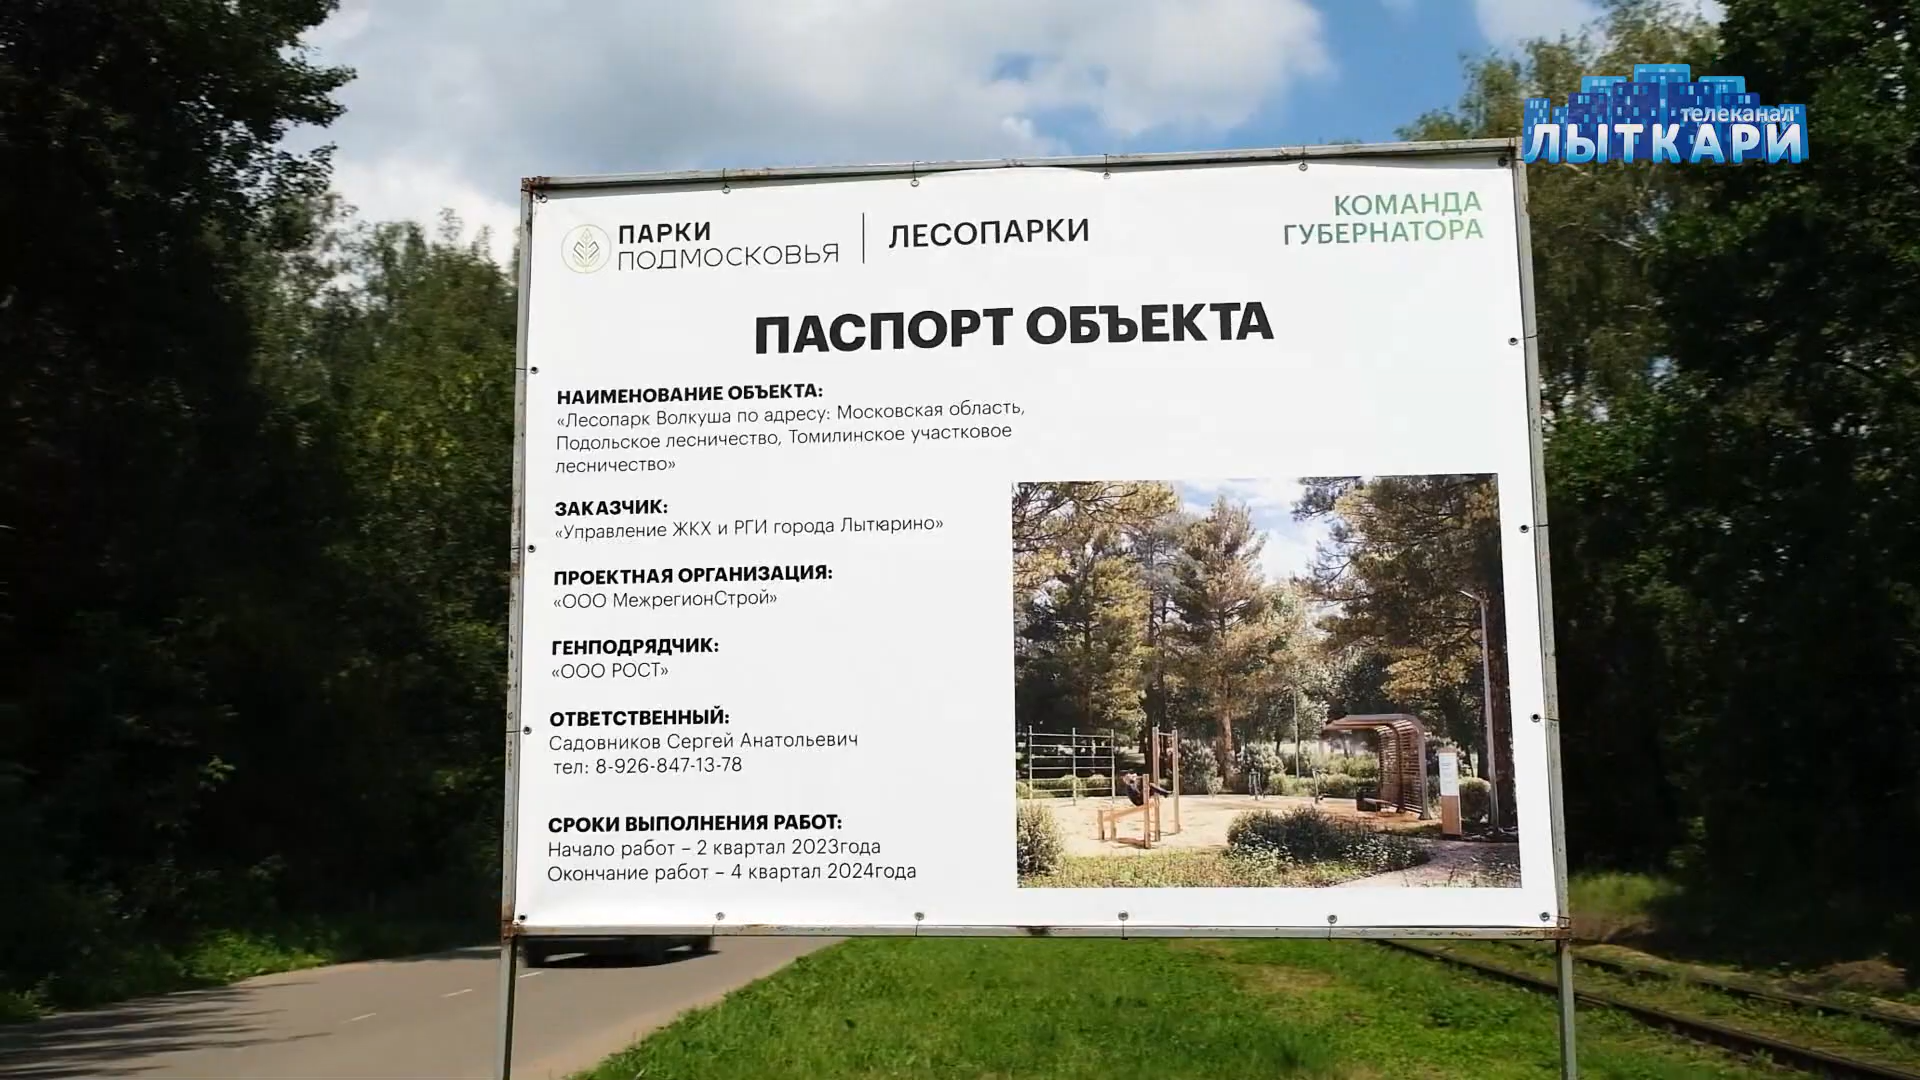 телеканал
ЛЫТКАРИ
ПАРКИ
ПОДМОСКОВЬЯ
ЛЕСОПАРКИ
КОМАНДА
ГУБЕРНАТОРА
ПАСПОРТ ОБЪЕКТА
НАИМЕНОВАНИЕ ОБЪЕКТА:
«Лесопарк Волкуша по адресу: Московская область,
Подольское лесничество, Томилинское участковое
лесничество»
ЗАКАЗЧИК:
«Управление ЖКХ и РГИ города Лыткарино»
ПРОЕКТНАЯ ОРГАНИЗАЦИЯ:
«ООО МежрегионСтрой»
ГЕНПОДРЯДЧИК:
«ООО РОСТ»
ОТВЕТСТВЕННЫЙ:
Садовников Сергей Анатольевич
тел: 8-926-847-13-78
СРОКИ ВЫПОЛНЕНИЯ РАБОТ:
Начало работ – 2 квартал 2023года
Окончание работ – 4 квартал 2024года